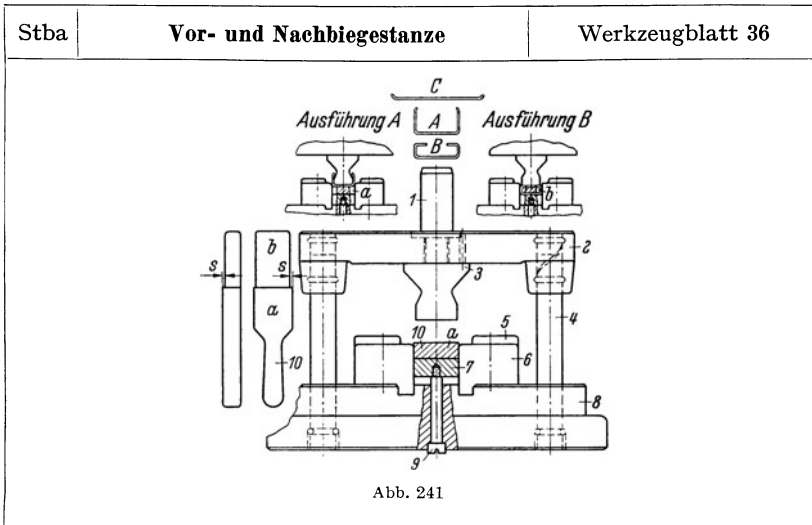 Stba Vor- und Nachbiegestanze Werkzeugblatt 36
C
Ausführung A A Ausführung B
B
a b
1
b 2
s s 3
a 4
10 a 5
10 6
7
8
9
Abb. 241